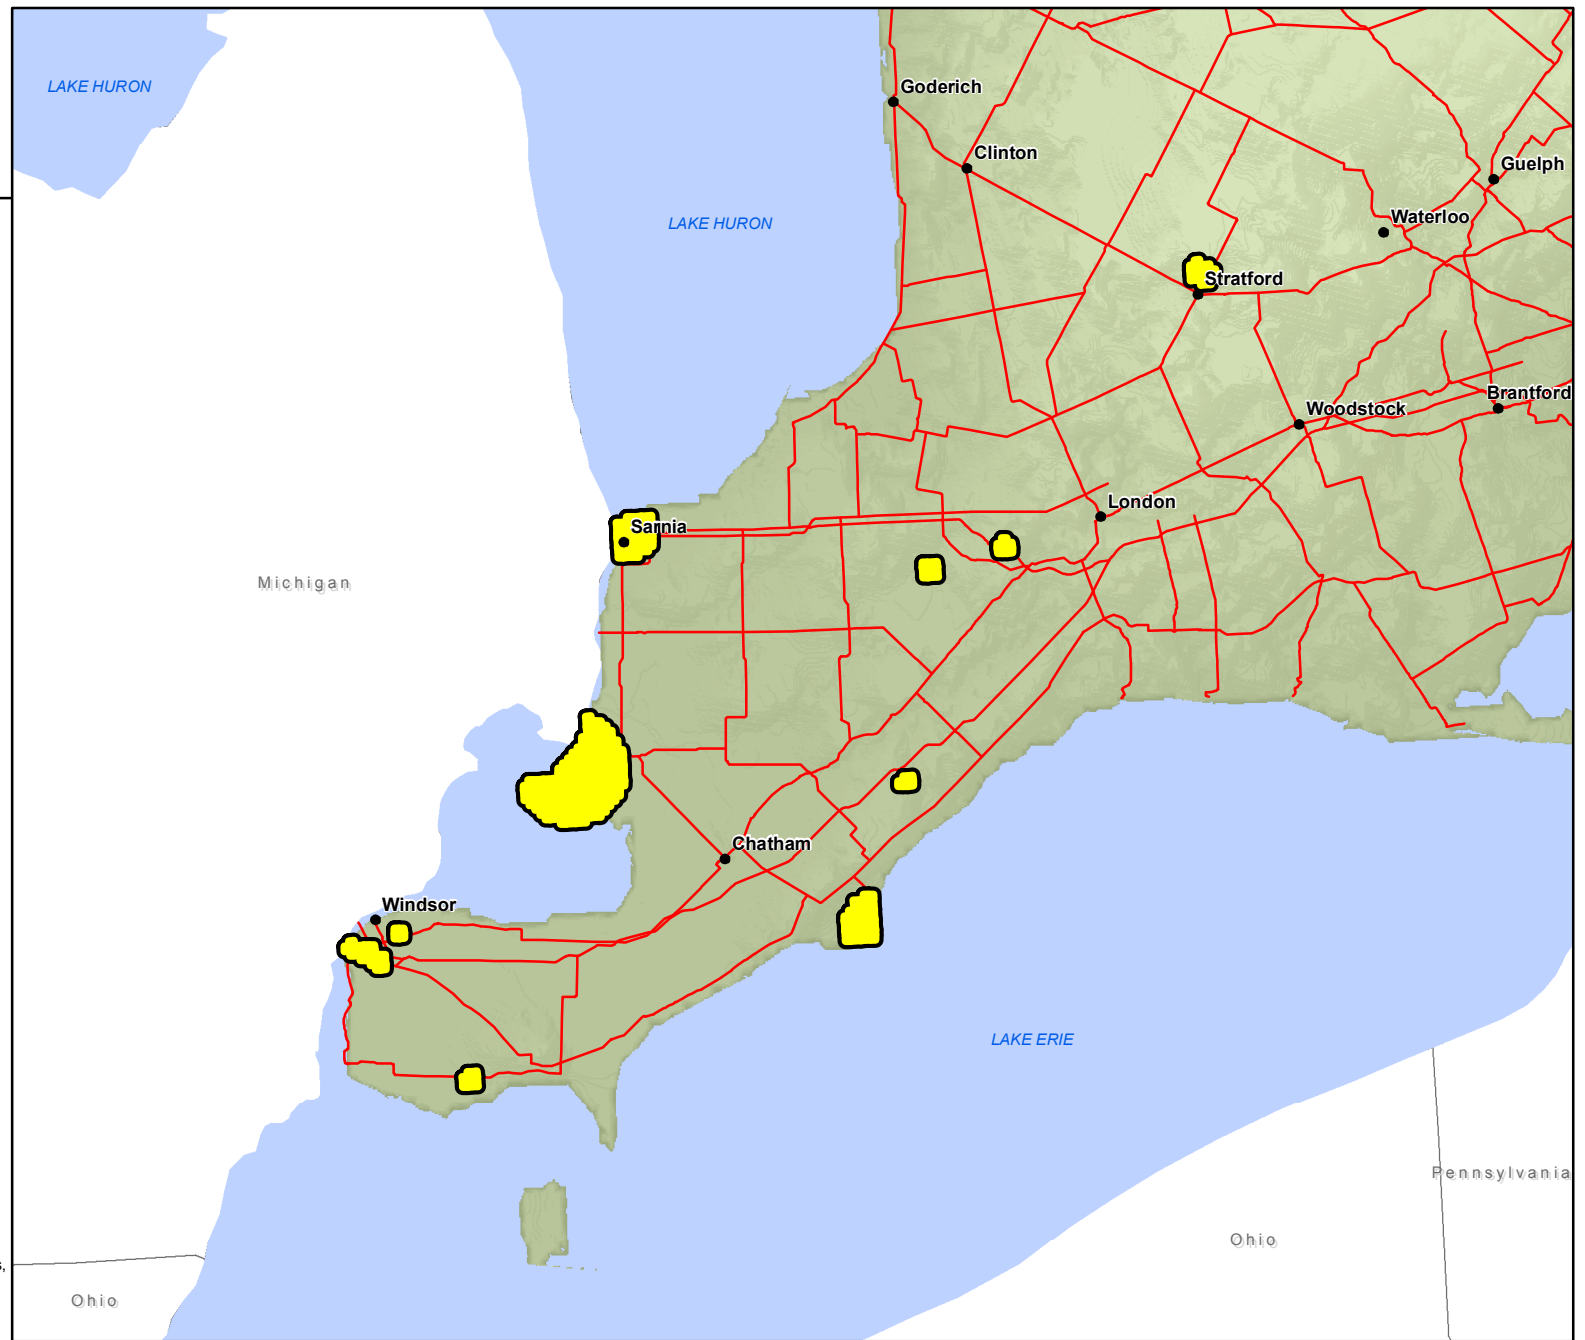 LAKE HURON
Goderich
Clinton
Guelph
Waterloo
LAKE HURON
Stratford
Brantford
Woodstock
London
Sarnia
Michigan
Chatham
Windsor
LAKE ERIE
Pennsylvania
Ohio
s,
Ohio